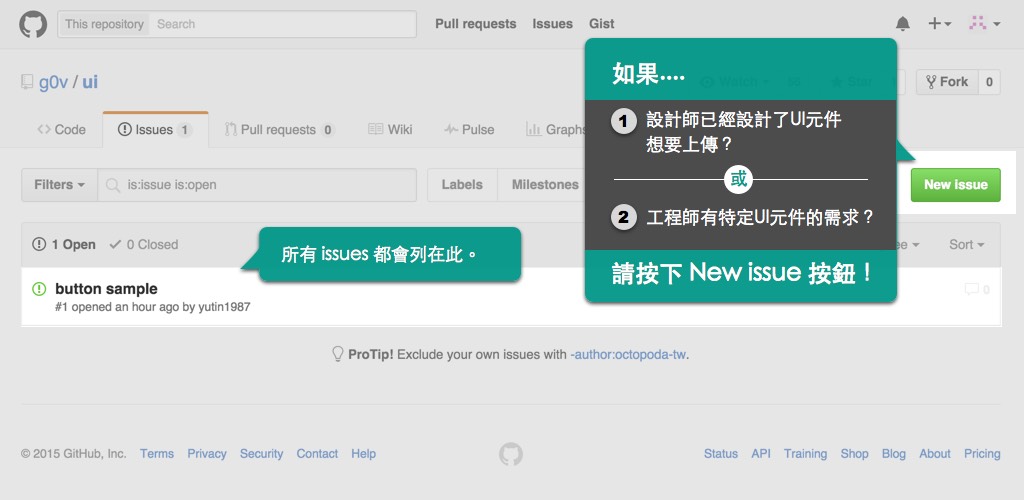 This repository Search Pull requests Issues Gist
g0v / ui
Watch
Star
Fork 0
Code Issues 1 Pull requests 0 Wiki Pulse Graphs
如果....
1 設計師已經設計了UI元件
想要上傳？
或
2 工程師有特定UI元件的需求？
請按下 New issue 按鈕！
Filters is:issue is:open Labels Milestones New issue
1 Open 0 Closed Sort
所有 issues 都會列在此。
button sample 0
#1 opened an hour ago by yutin1987
ProTip! Exclude your own issues with -author:octopoda-tw.
© 2015 GitHub, Inc. Terms Privacy Security Contact Help Status API Training Shop Blog About Pricing